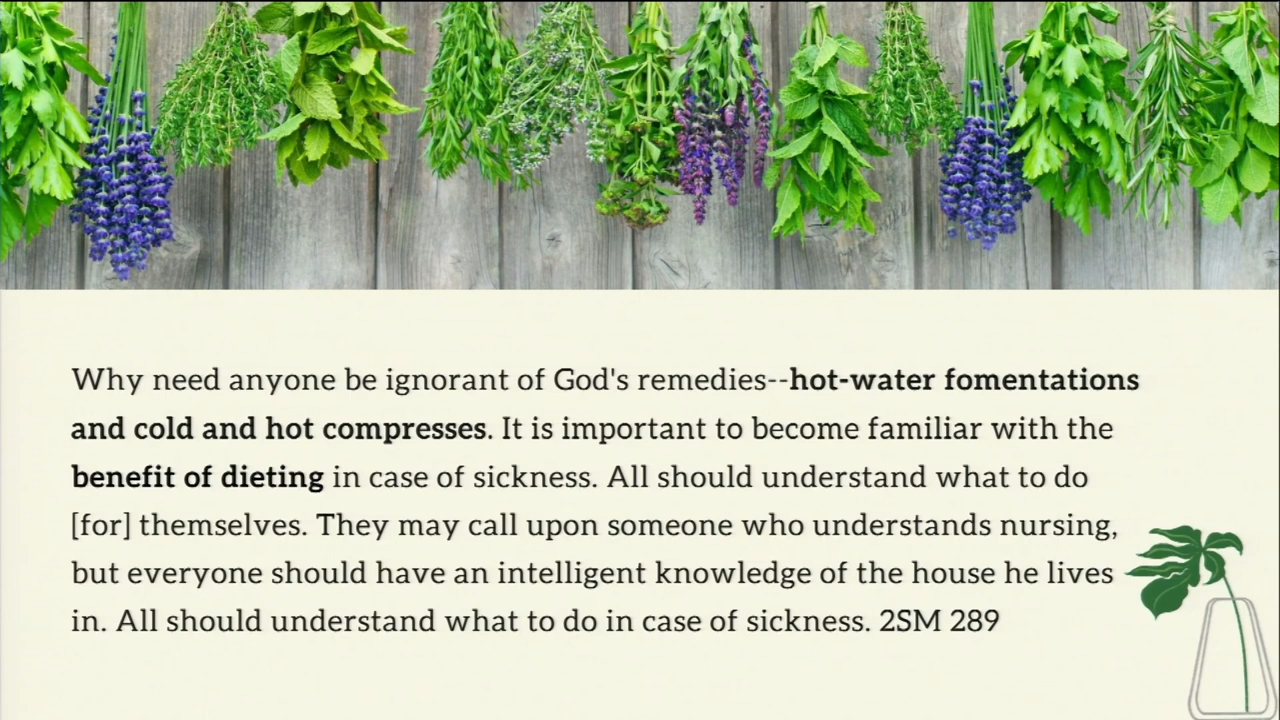 Why need anyone be ignorant of God's remedies--hot-water fomentations
and cold and hot compresses. It is important to become familiar with the
benefit of dieting in case of sickness. All should understand what to do
[for] themselves. They may call upon someone who understands nursing,
but everyone should have an intelligent knowledge of the house he lives
in. All should understand what to do in case of sickness. 2SM 289